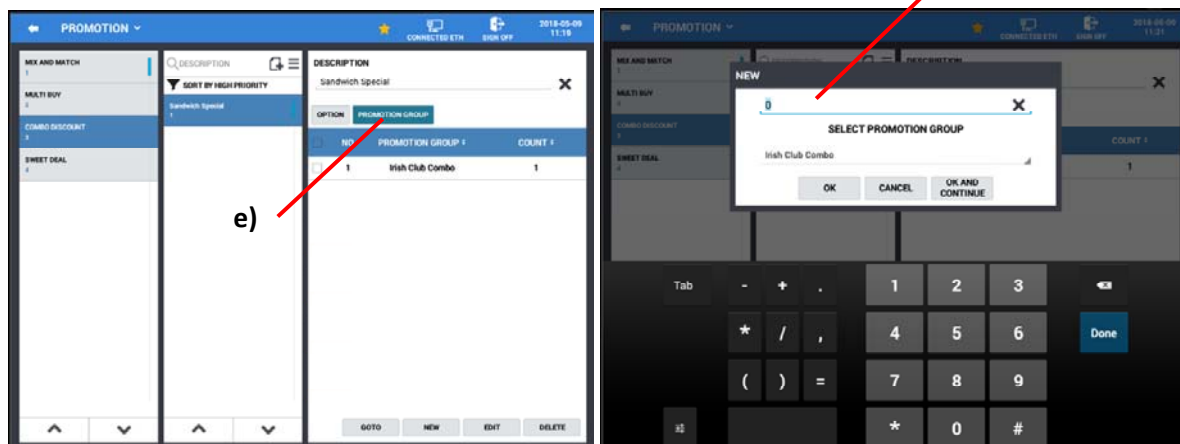 PROMOTION
CONNECTED ETH
SIGN OFF
2018-05-09
11:19
MIX AND MATCH
1
MULTI BUY
COMBO DISCOUNT
3
SWEET DEAL
4
DESCRIPTION
SORT BY HIGH PRIORITY
Sandwich Special
1
DESCRIPTION
Sandwich Special
OPTION
PROMOTION GROUP
NO
PROMOTION GROUP
COUNT
1
Irish Club Combo
1
e)
GOTO
NEW
EDIT
DELETE
PROMOTION
CONNECTED ETH
SIGN OFF
11:21
MIX AND MATCH
MULTI BUY
COMBO DISCOUNT
SWEET DEAL
COUNT
1
NEW
0
SELECT PROMOTION GROUP
Irish Club Combo
OK
CANCEL
OK AND
CONTINUE
Tab - + . 1 2 3
* / , 4 5 6 Done
( ) = 7 8 9
* 0 #